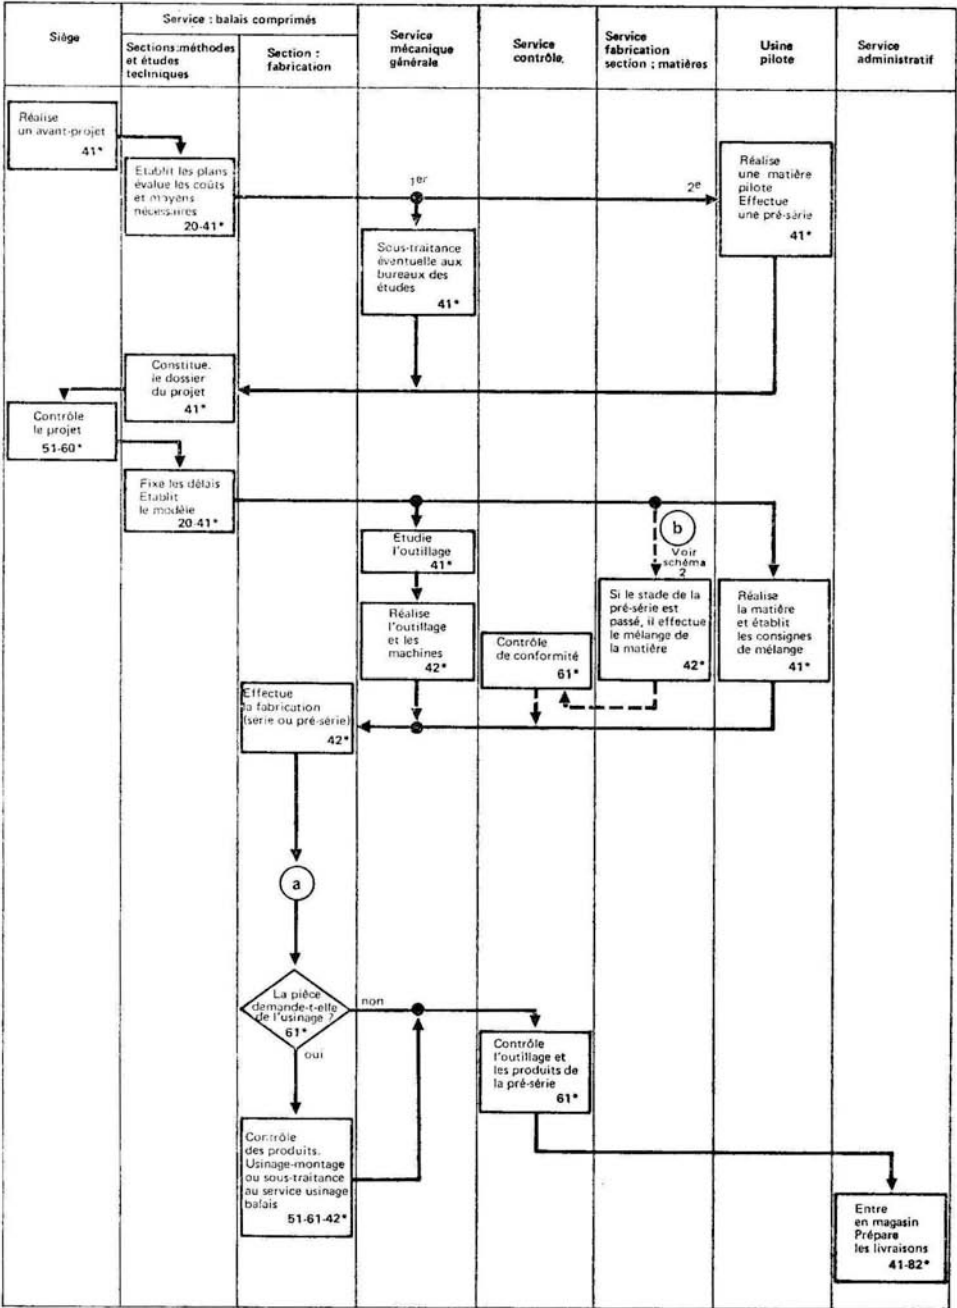 Siège
Service : balais comprimés
Sections:méthodes
et études
techniques
Section :
fabrication
Service
mécanique
générale
Service
contrôle.
Service
fabrication
section ; matières
Usine
pilote
Service
administratif
Réalise
un avant-projet
41*
Etablit les plans
évalue les coûts
et moyens
nécessaires
20-41*
1er
2e
Réalise
une matière
pilote
Effectue
une pré-série
41*
Sous-traitance
éventuelle aux
bureaux des
études
41*
Constitue.
le dossier
du projet
41*
Contrôle
le projet
51-60*
Fixe les délais
Etablit
le modèle
20-41*
b
Voir
schéma
2
Etudie
l'outillage
41*
Réalise
l'outillage
et les
machines
42*
Contrôle
de conformité
61*
Si le stade de la
pré-série est
passé, il effectue
le mélange de
la matière
42*
Réalise
la matière
et établit
les consignes
de mélange
41*
Effectue
la fabrication
(série ou pré-série)
42*
a
La pièce
demande-t-elle
de l'usinage ?
61*
non
oui
Contrôle
l'outillage et
les produits de
la pré-série
61*
Contrôle
des produits.
Usinage-montage
ou sous-traitance
au service usinage
balais
51-61-42*
Entre
en magasin
Prépare
les livraisons
41-82*